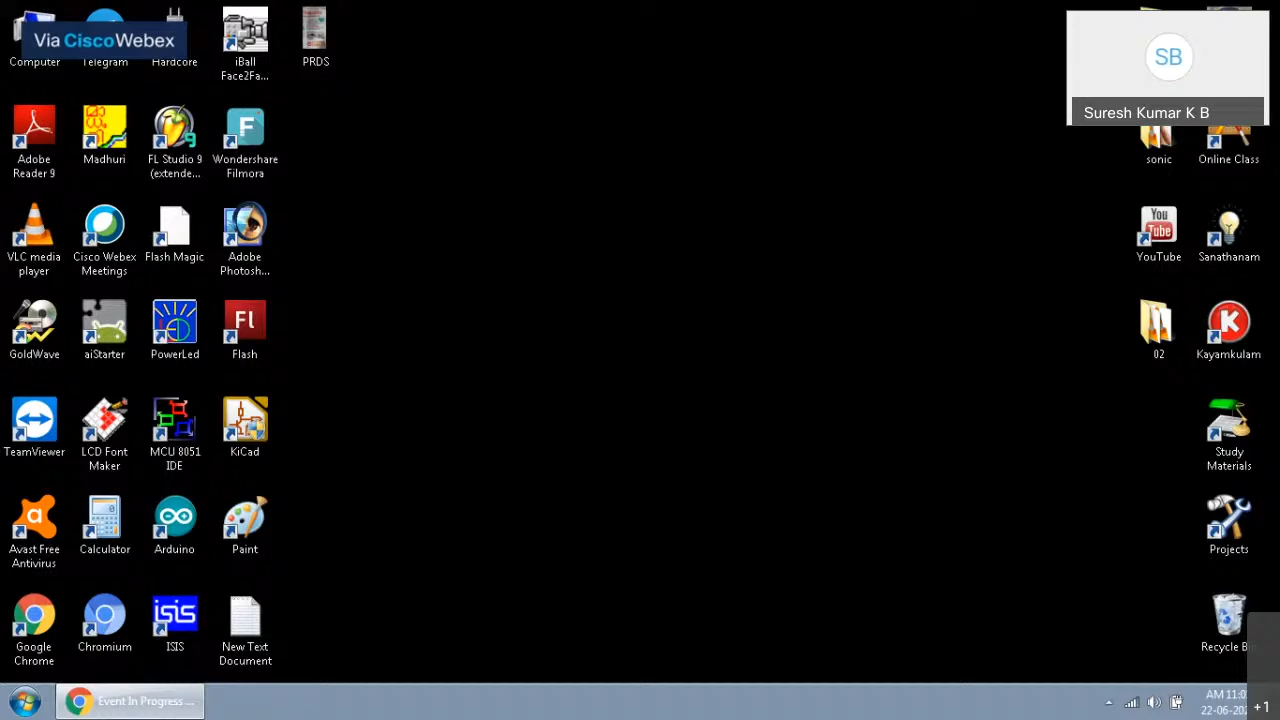 Via Cisco Webex
Computer
Telegram
Hardcore
iBall
Face2Fa...
PRDS
SB
Suresh Kumar K B
Adobe
Reader 9
Madhuri
FL Studio 9
(extende...
Wondershare
Filmora
sonic
Online Class
VLC media
player
Cisco Webex
Meetings
Flash Magic
Adobe
Photosh...
You
Tube
YouTube
Sanathanam
GoldWave
aiStarter
PowerLed
Fl
Flash
02
K
Kayamkulam
TeamViewer
LCD Font
Maker
MCU 8051
IDE
KiCad
Study
Materials
Avast Free
Antivirus
Calculator
Arduino
Paint
Projects
Google
Chrome
Chromium
isis
ISIS
New Text
Document
Recycle
Event In Progress ...
AM 11:0
22-06-20
+1